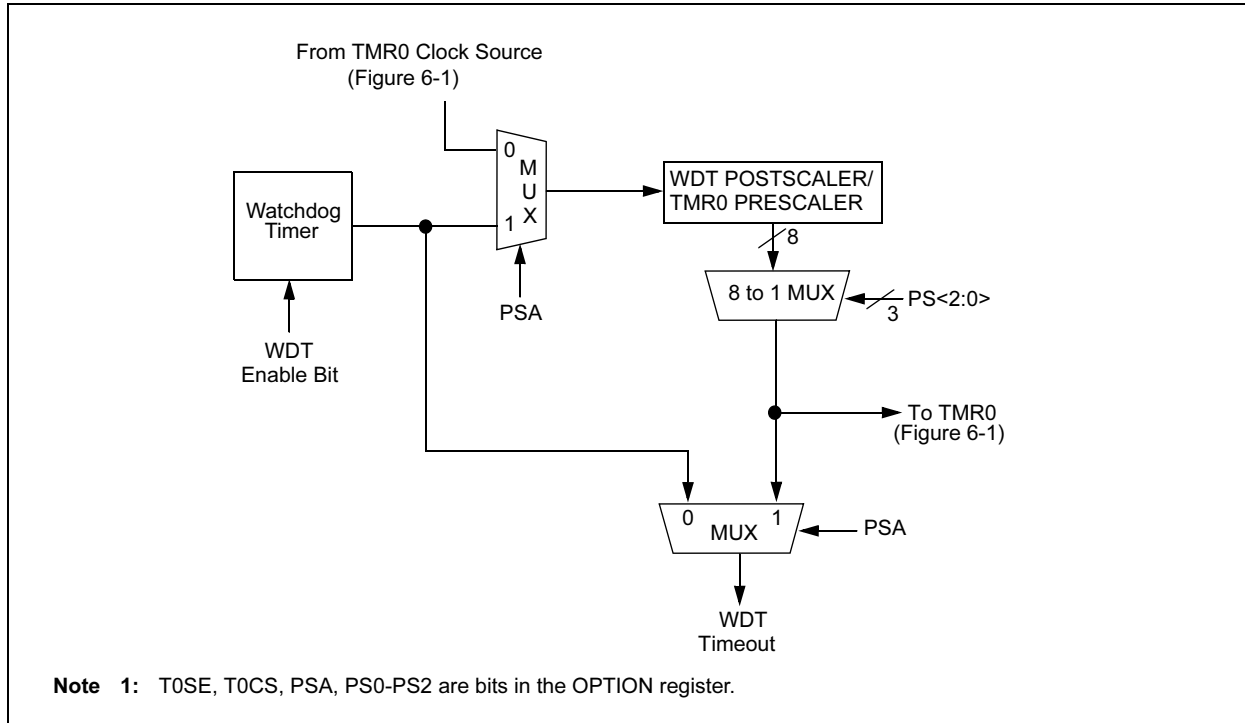 From TMR0 Clock Source
(Figure 6-1)
0
M
U
X
1
WDT POSTSCALER/
TMR0 PRESCALER
Watchdog
Timer
8
8 to 1 MUX
PS<2:0>
3
PSA
WDT
Enable Bit
To TMR0
(Figure 6-1)
0
1
MUX
PSA
WDT
Timeout
Note 1: T0SE, T0CS, PSA, PS0-PS2 are bits in the OPTION register.